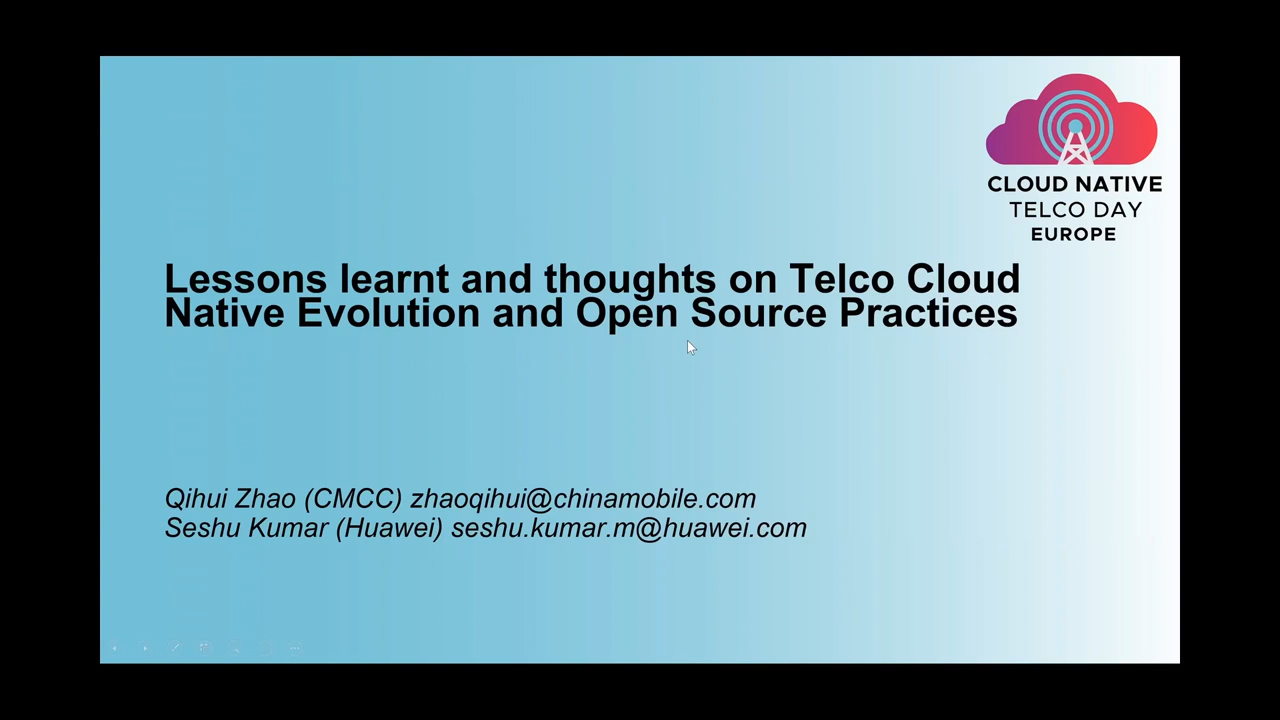 CLOUD NATIVE
TELCO DAY
EUROPE
Lessons learnt and thoughts on Telco Cloud
Native Evolution and Open Source Practices
Qihui Zhao (CMCC) zhaoqihui@chinamobile.com
Seshu Kumar (Huawei) seshu.kumar.m@huawei.com